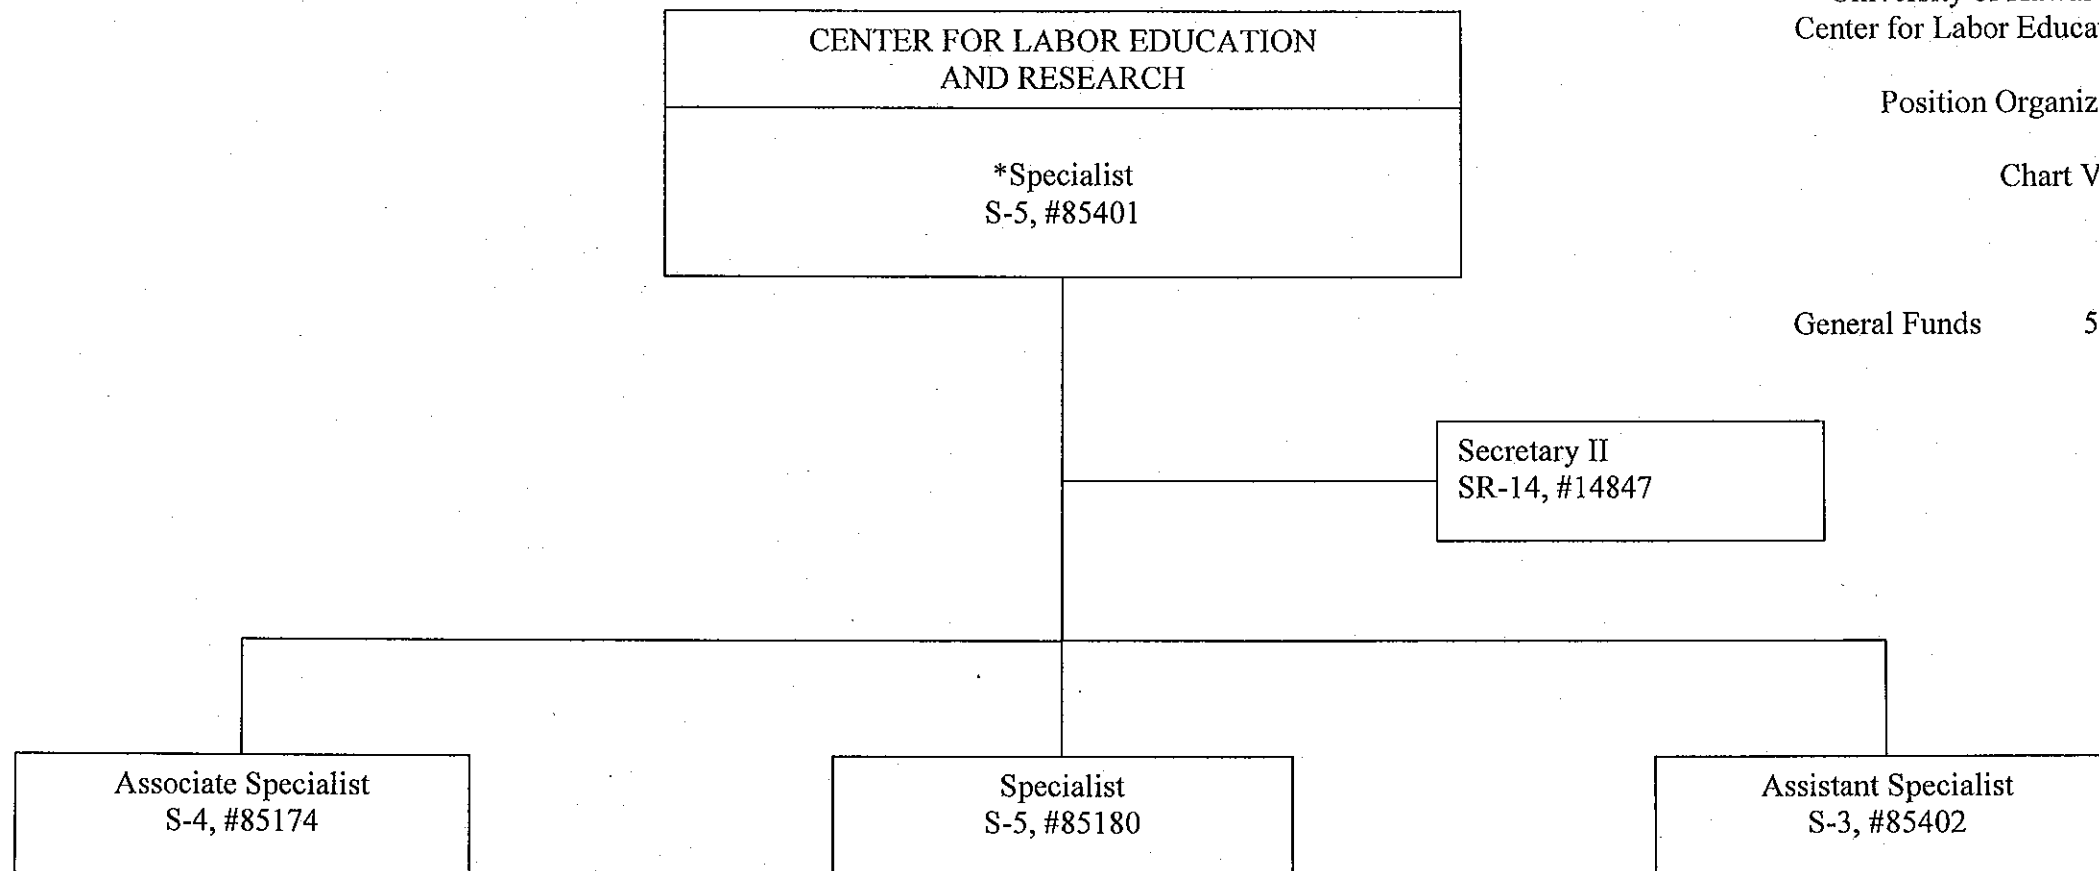 CENTER FOR LABOR EDUCATION
AND RESEARCH
*Specialist
S-5, #85401
Center for Labor Educa
Position Organiz
Chart V
General Funds 5
Secretary II
SR-14, #14847
Associate Specialist
S-4, #85174
Specialist
S-5, #85180
Assistant Specialist
S-3, #85402